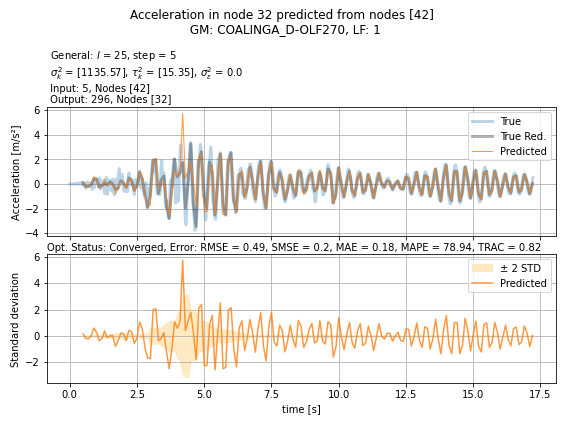 Acceleration in node 32 predicted from nodes [42]
GM: COALINGA_D-OLF270, LF: 1
General: l = 25, step = 5
σ²ₖ = [1135.57], τ²ₖ = [15.35], σ²ε = 0.0
Input: 5, Nodes [42]
Output: 296, Nodes [32]
Acceleration [m/s²]
6
4
2
0
−2
−4
True
True Red.
Predicted
Opt. Status: Converged, Error: RMSE = 0.49, SMSE = 0.2, MAE = 0.18, MAPE = 78.94, TRAC = 0.82
Standard deviation
6
4
2
0
−2
± 2 STD
Predicted
0.0 2.5 5.0 7.5 10.0 12.5 15.0 17.5
time [s]